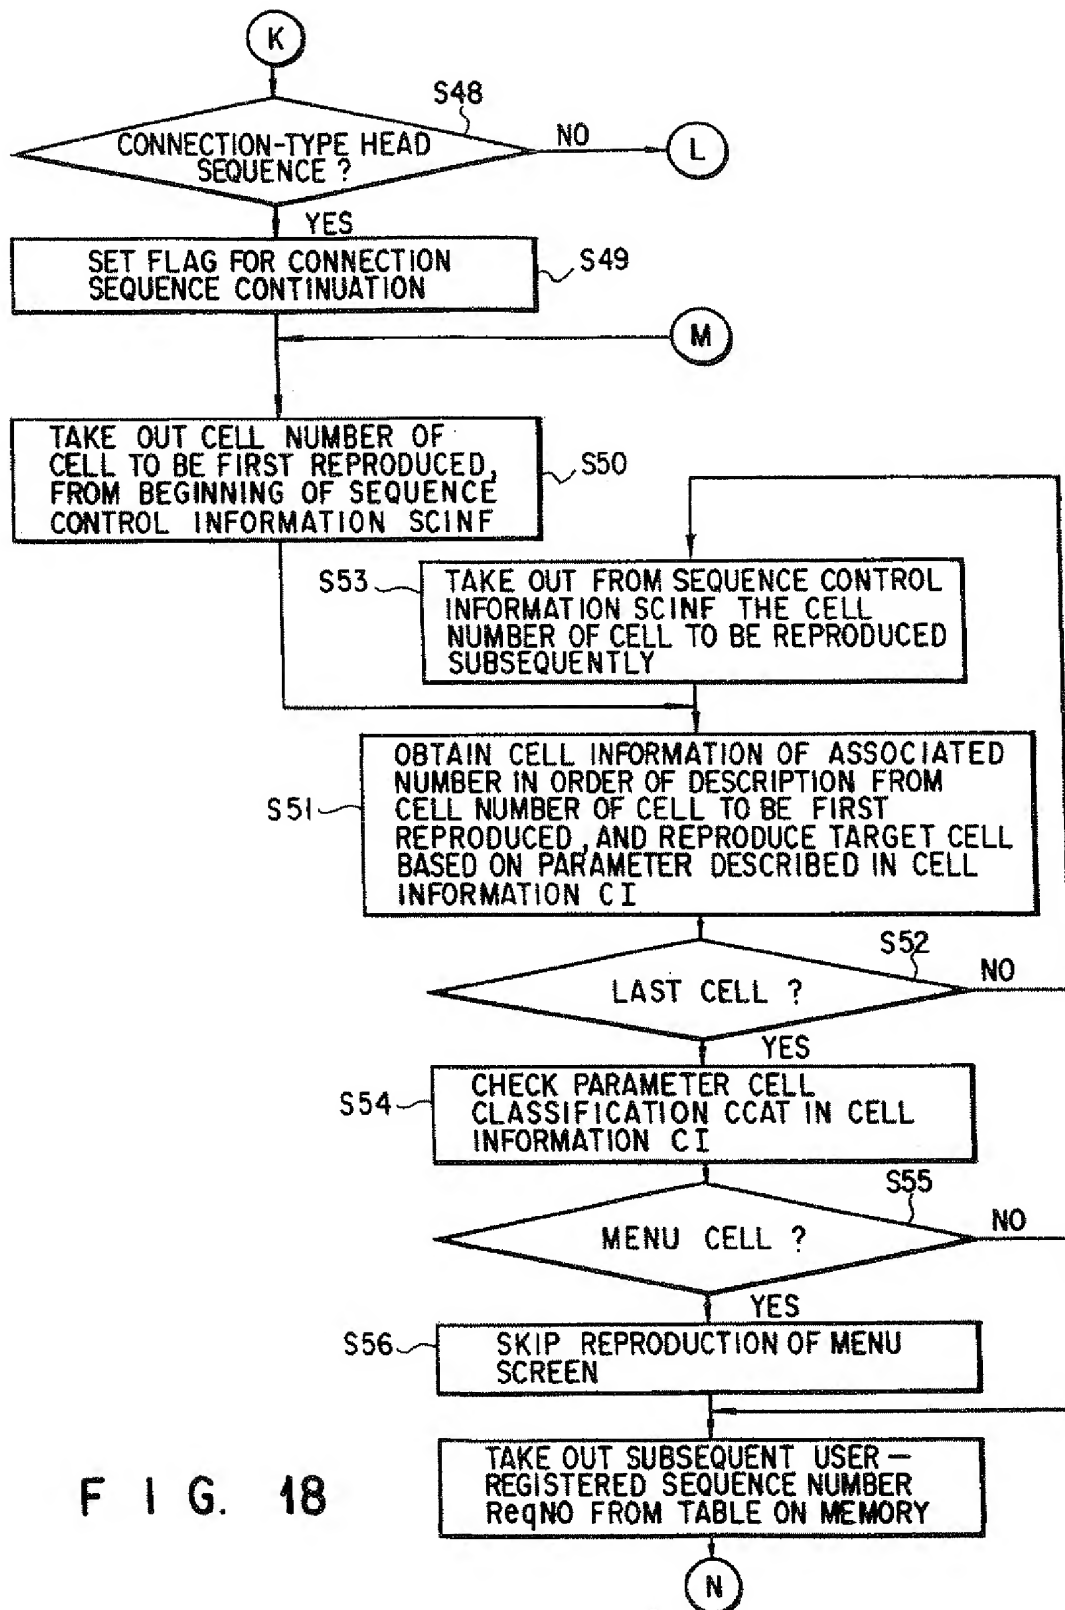 K
S48
CONNECTION-TYPE HEAD
SEQUENCE ?
NO
L
YES
SET FLAG FOR CONNECTION
SEQUENCE CONTINUATION
S49
M
TAKE OUT CELL NUMBER OF
CELL TO BE FIRST REPRODUCED,
FROM BEGINNING OF SEQUENCE
CONTROL INFORMATION SCINF
S50
S53
TAKE OUT FROM SEQUENCE CONTROL
INFORMATION SCINF THE CELL
NUMBER OF CELL TO BE REPRODUCED
SUBSEQUENTLY
S51
OBTAIN CELL INFORMATION OF ASSOCIATED
NUMBER IN ORDER OF DESCRIPTION FROM
CELL NUMBER OF CELL TO BE FIRST
REPRODUCED, AND REPRODUCE TARGET CELL
BASED ON PARAMETER DESCRIBED IN CELL
INFORMATION CI
S52
LAST CELL ?
NO
YES
S54
CHECK PARAMETER CELL
CLASSIFICATION CCAT IN CELL
INFORMATION CI
S55
MENU CELL ?
NO
YES
S56
SKIP REPRODUCTION OF MENU
SCREEN
TAKE OUT SUBSEQUENT USER-
REGISTERED SEQUENCE NUMBER
ReqNO FROM TABLE ON MEMORY
N
FIG. 18